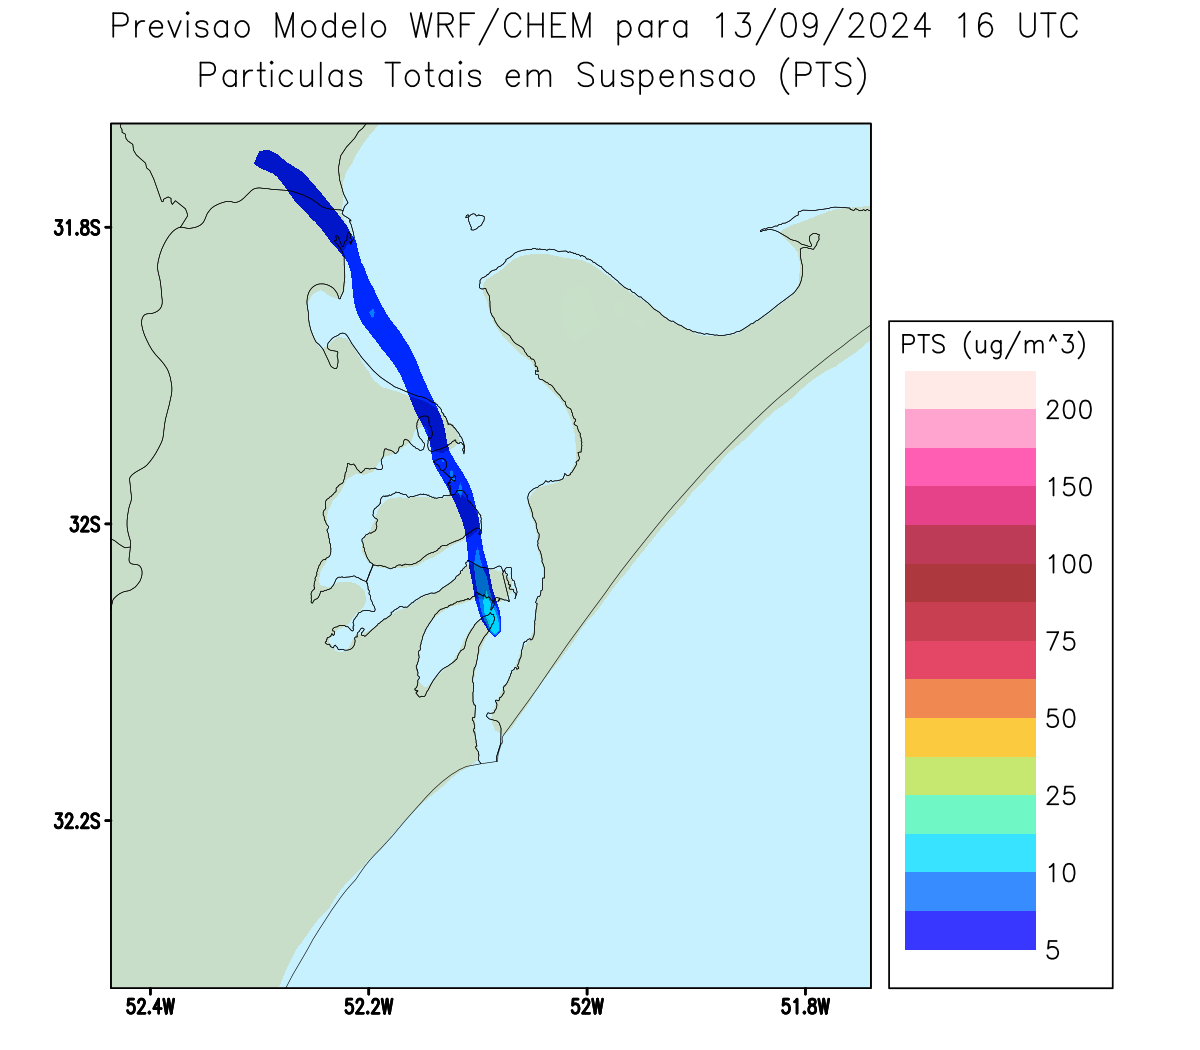 Previsao Modelo WRF/CHEM para 13/09/2024 16 UTC
Particulas Totais em Suspensao (PTS)
31.8S
32S
32.2S
52.4W
52.2W
52W
51.8W
PTS (ug/m^3)
200
150
100
75
50
25
10
5